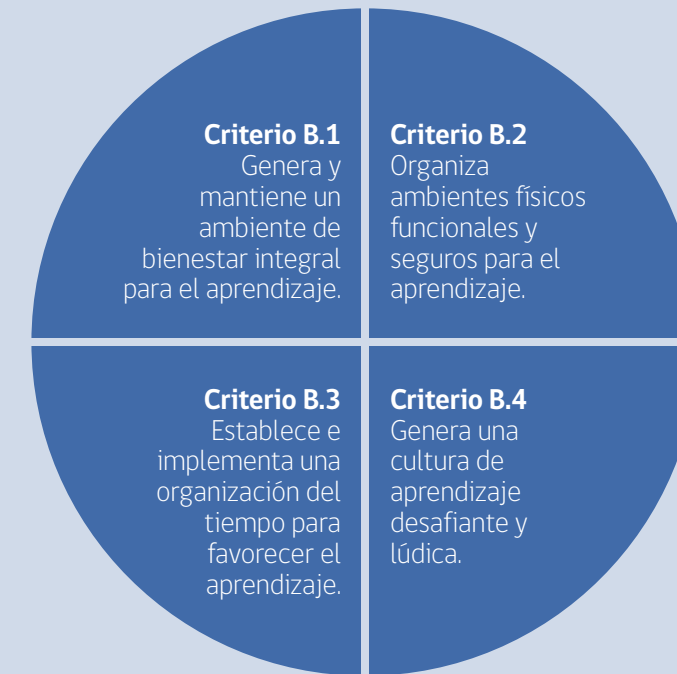 Criterio B.1
Genera y
mantiene un
ambiente de
bienestar integral
para el aprendizaje.
Criterio B.2
Organiza
ambientes físicos
funcionales y
seguros para el
aprendizaje.
Criterio B.3
Establece e
implementa una
organización del
tiempo para
favorecer el
aprendizaje.
Criterio B.4
Genera una
cultura de
aprendizaje
desafiante y
lúdica.